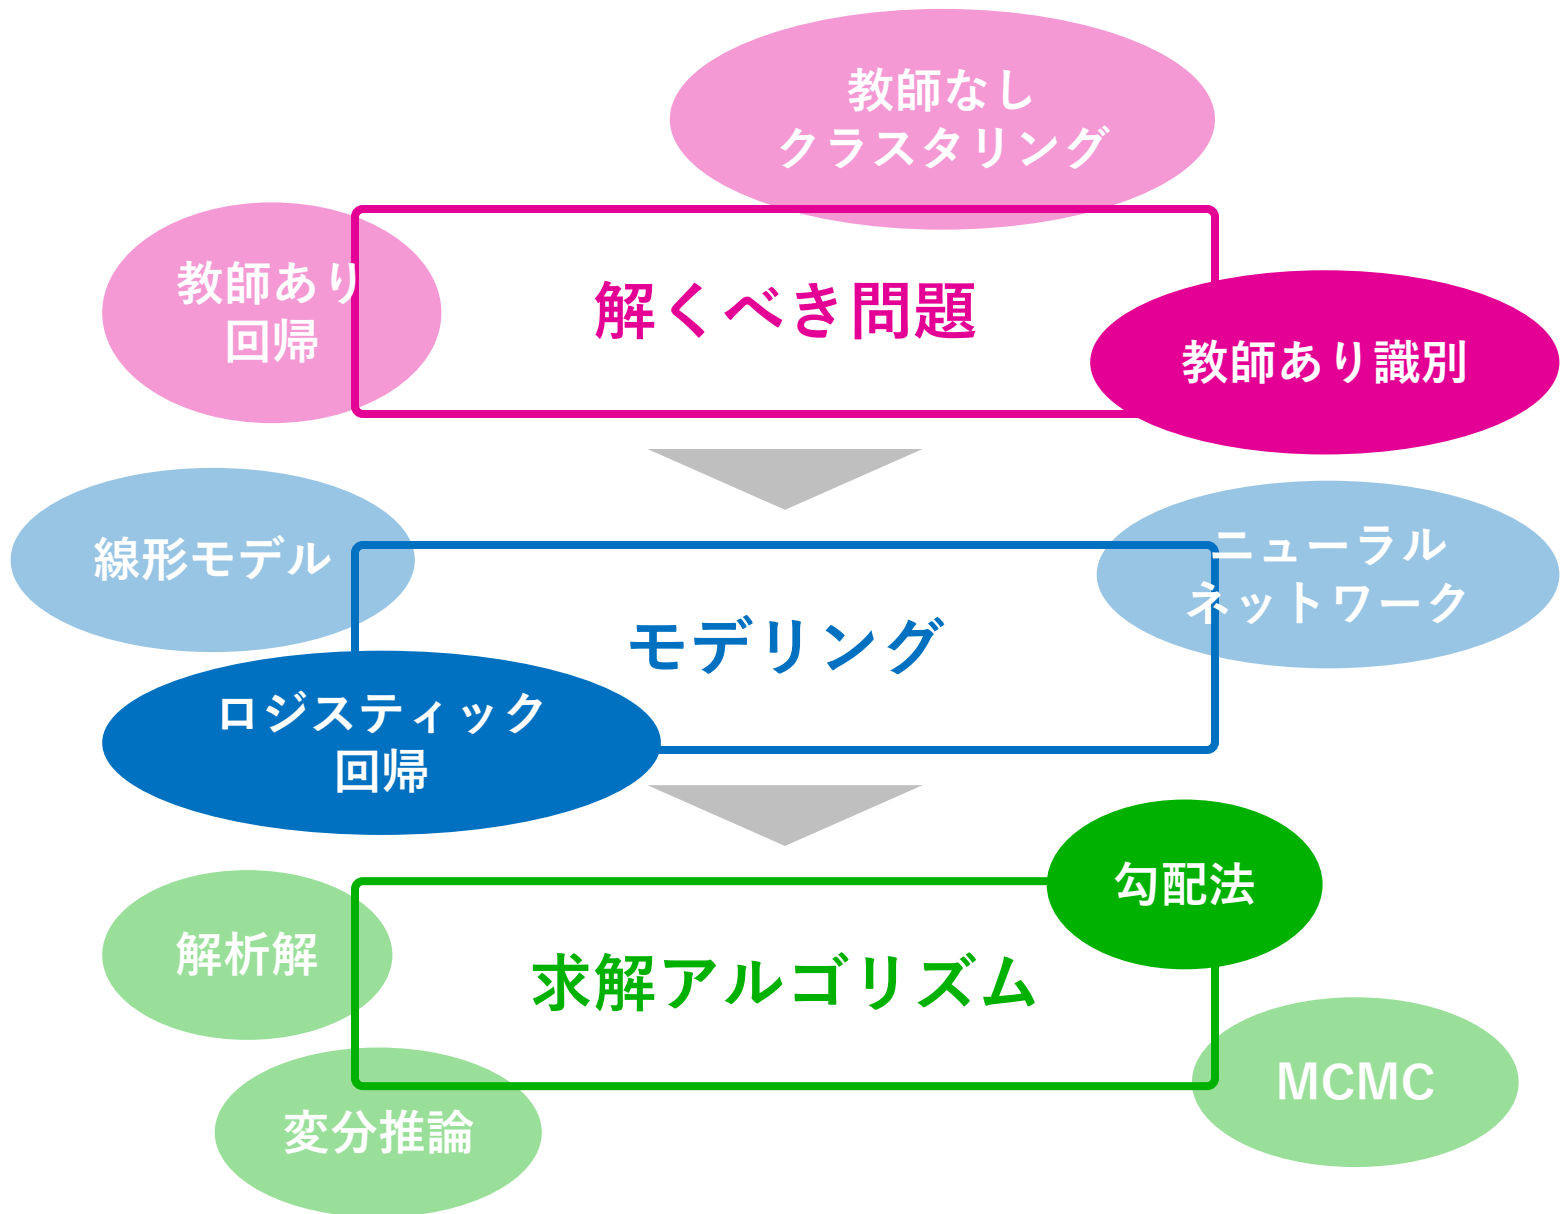 教師なし
クラスタリング
教師あり
回帰
解くべき問題
教師あり識別
線形モデル
ニューラル
ネットワーク
モデリング
ロジスティック
回帰
勾配法
解析解
求解アルゴリズム
MCMC
変分推論